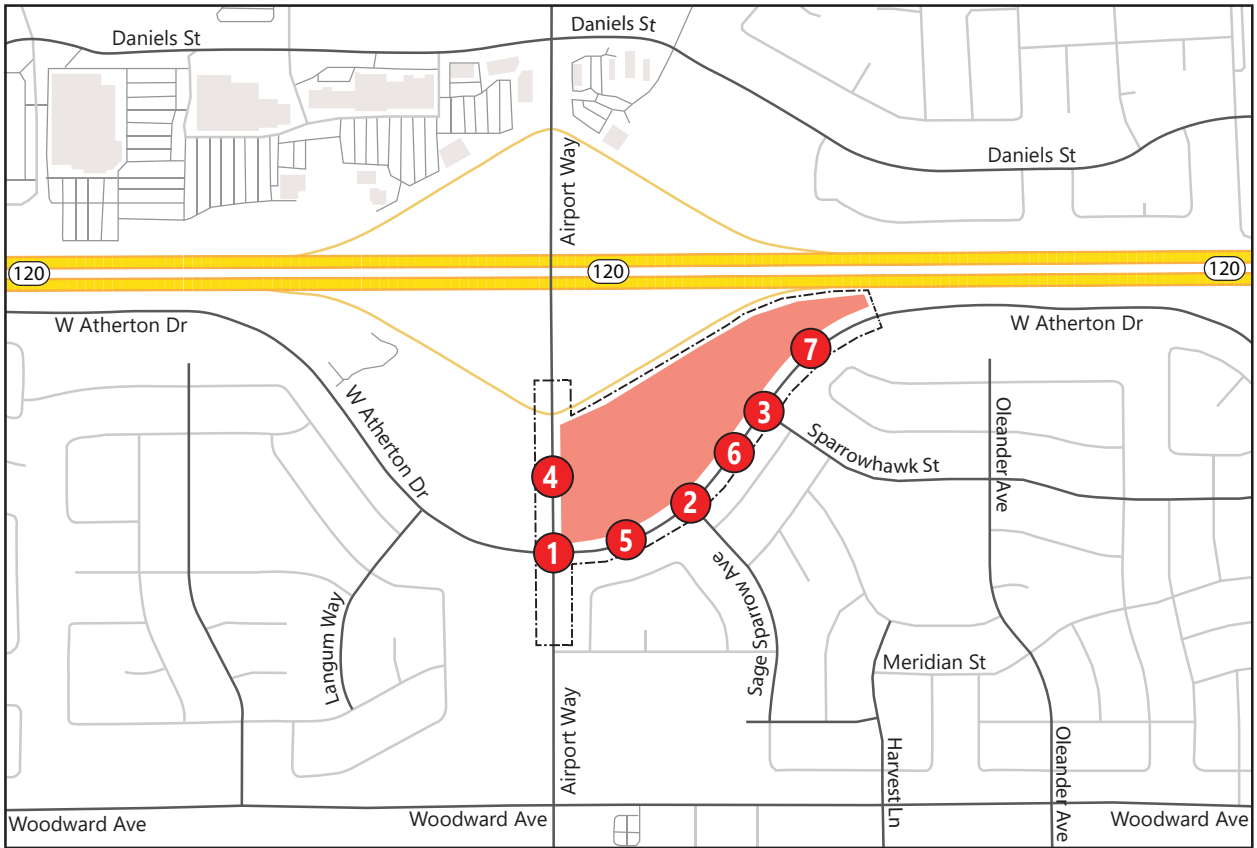 Daniels St
Daniels St
Daniels St
Airport Way
120
120
120
W Atherton Dr
W Atherton Dr
W Atherton Dr
7
3
6
2
5
4
1
Sparrowhawk St
Oleander Ave
Sage Sparrow Ave
Langum Way
Meridian St
Airport Way
Harvest Ln
Oleander Ave
Woodward Ave
Woodward Ave
Woodward Ave